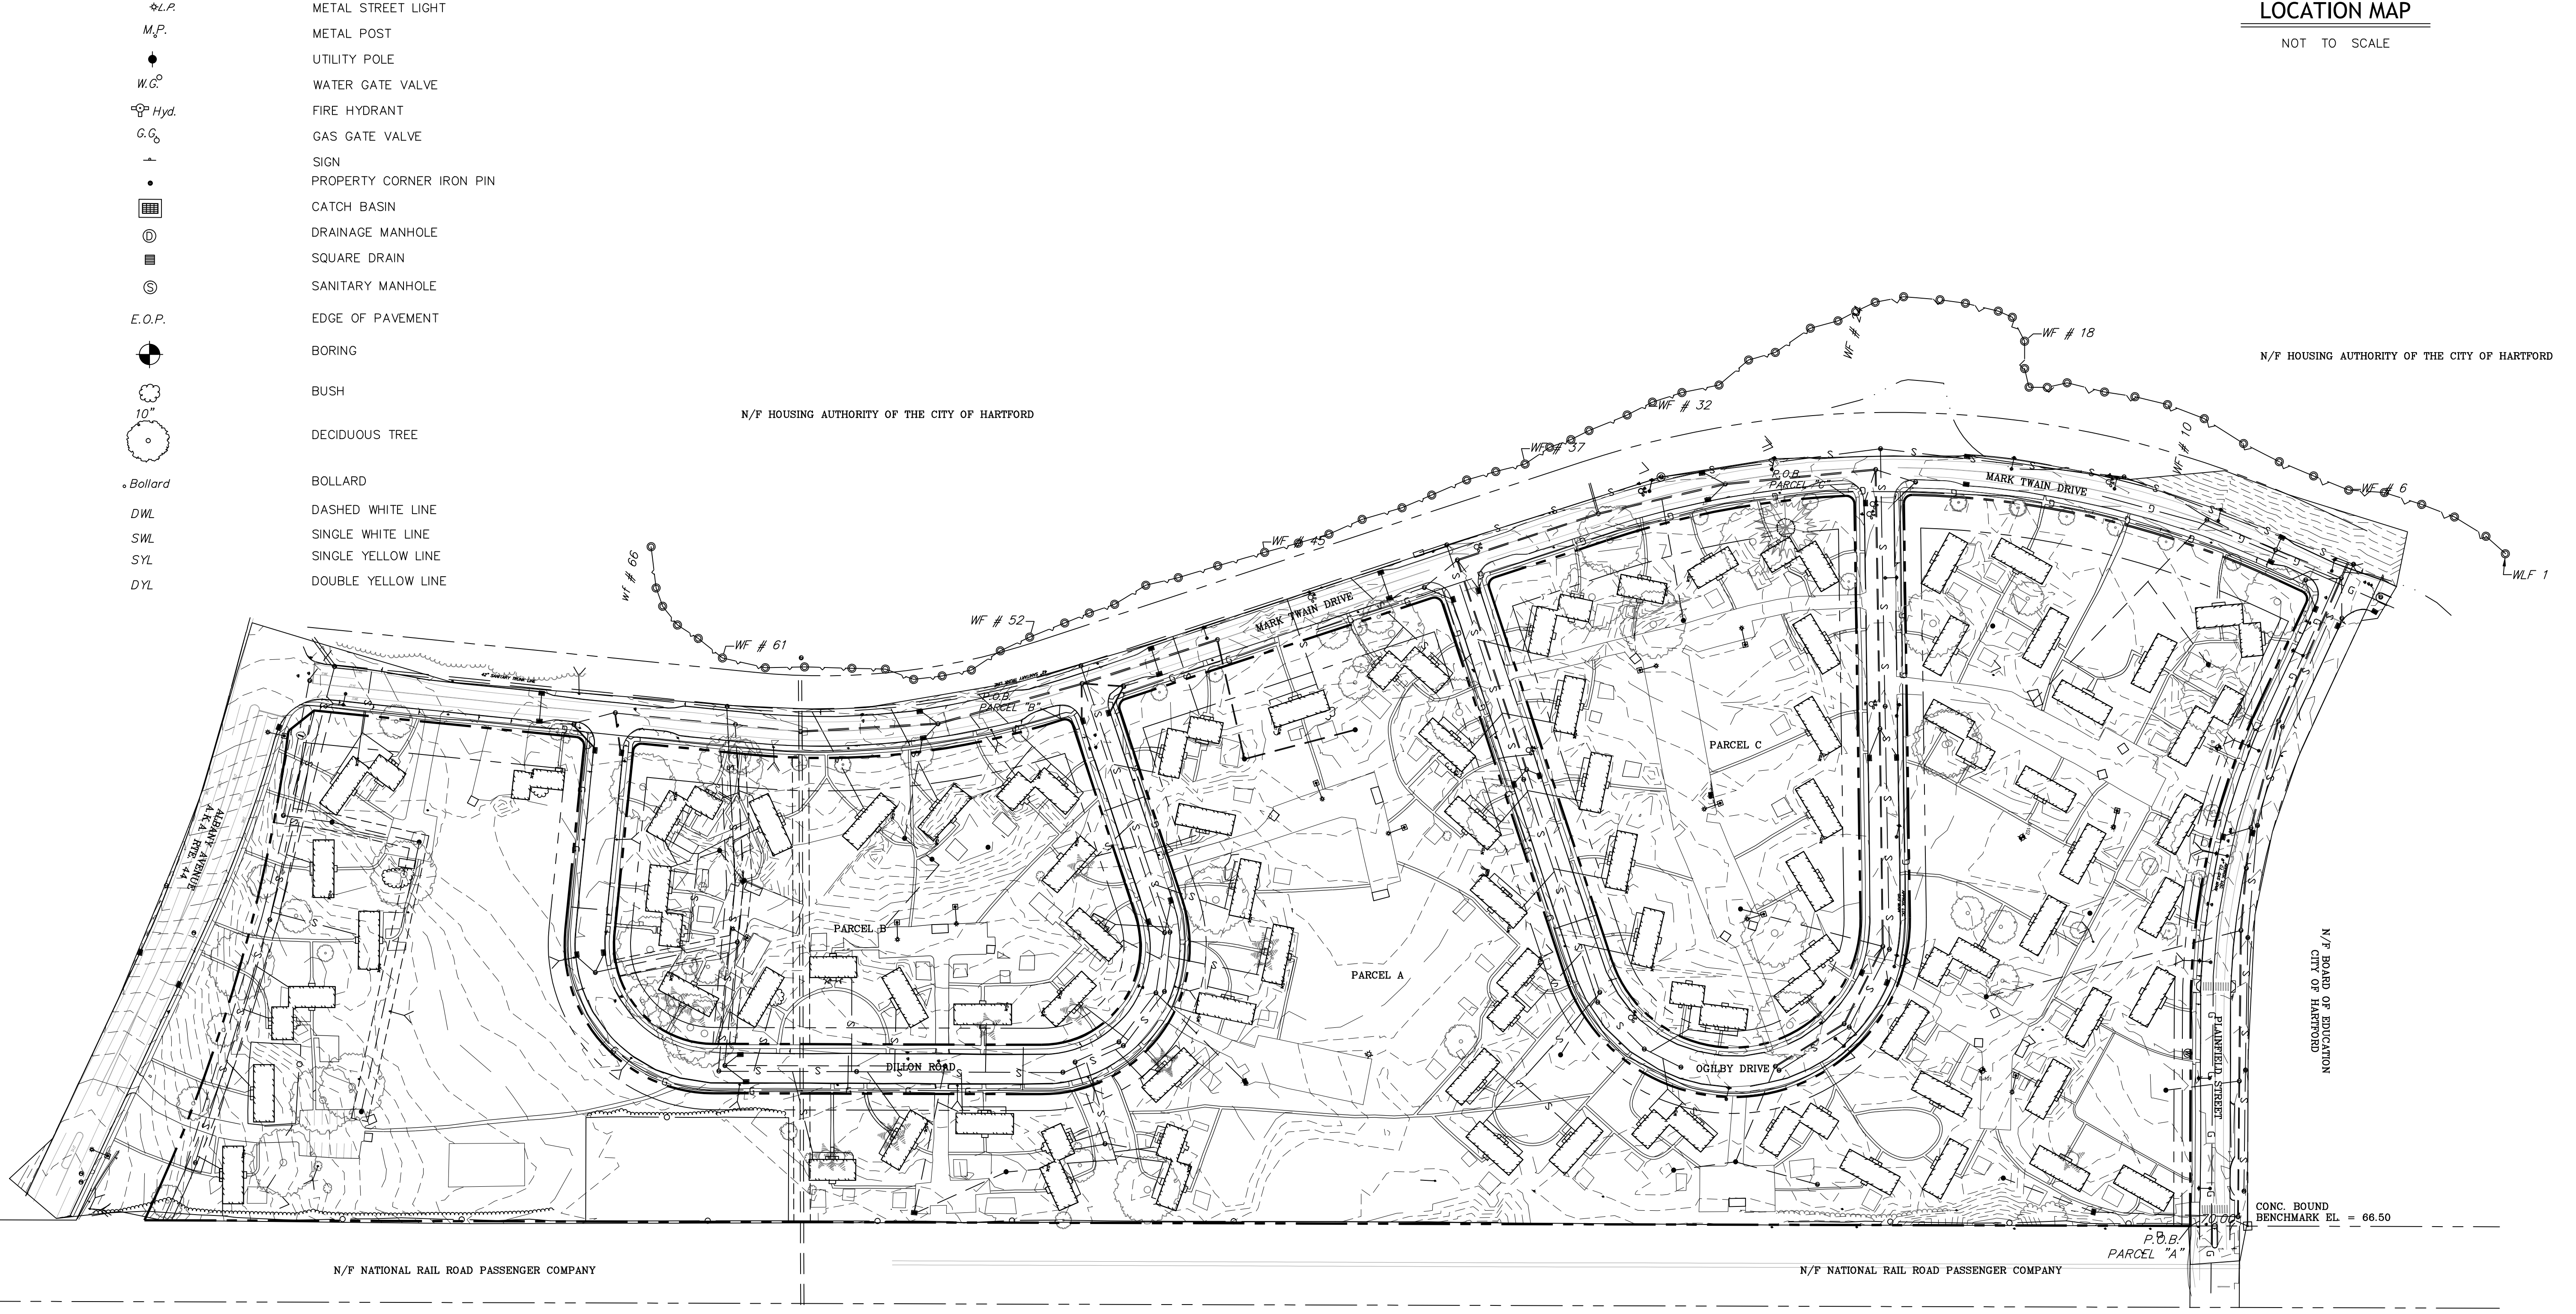 LOCATION MAP
NOT TO SCALE
L.P. METAL STREET LIGHT
M.P. METAL POST
UTILITY POLE
W.G. WATER GATE VALVE
Hyd. FIRE HYDRANT
G.G. GAS GATE VALVE
SIGN
PROPERTY CORNER IRON PIN
CATCH BASIN
D DRAINAGE MANHOLE
SQUARE DRAIN
S SANITARY MANHOLE
E.O.P. EDGE OF PAVEMENT
BORING
BUSH
10"
DECIDUOUS TREE
Bollard BOLLARD
DWL DASHED WHITE LINE
SWL SINGLE WHITE LINE
SYL SINGLE YELLOW LINE
DYL DOUBLE YELLOW LINE
WF # 18
N/F HOUSING AUTHORITY OF THE CITY OF HARTFORD
WF # 32
N/F HOUSING AUTHORITY OF THE CITY OF HARTFORD
WF # 37
WF # 10
P.O.B.
PARCEL "C"
MARK TWAIN DRIVE
WF # 6
WF # 45
WLF 1
wf # 66
MARK TWAIN DRIVE
WF # 52
WF # 61
P.O.B.
PARCEL "B"
PARCEL C
ALBANY AVENUE
A.K.A. RTE. 44
PARCEL B
PARCEL A
N/F BOARD OF EDUCATION
CITY OF HARTFORD
DILLON ROAD
OGILBY DRIVE
PLAINFIELD STREET
CONC. BOUND
BENCHMARK EL = 66.50
70.00'
P.O.B.
PARCEL "A"
N/F NATIONAL RAIL ROAD PASSENGER COMPANY
N/F NATIONAL RAIL ROAD PASSENGER COMPANY